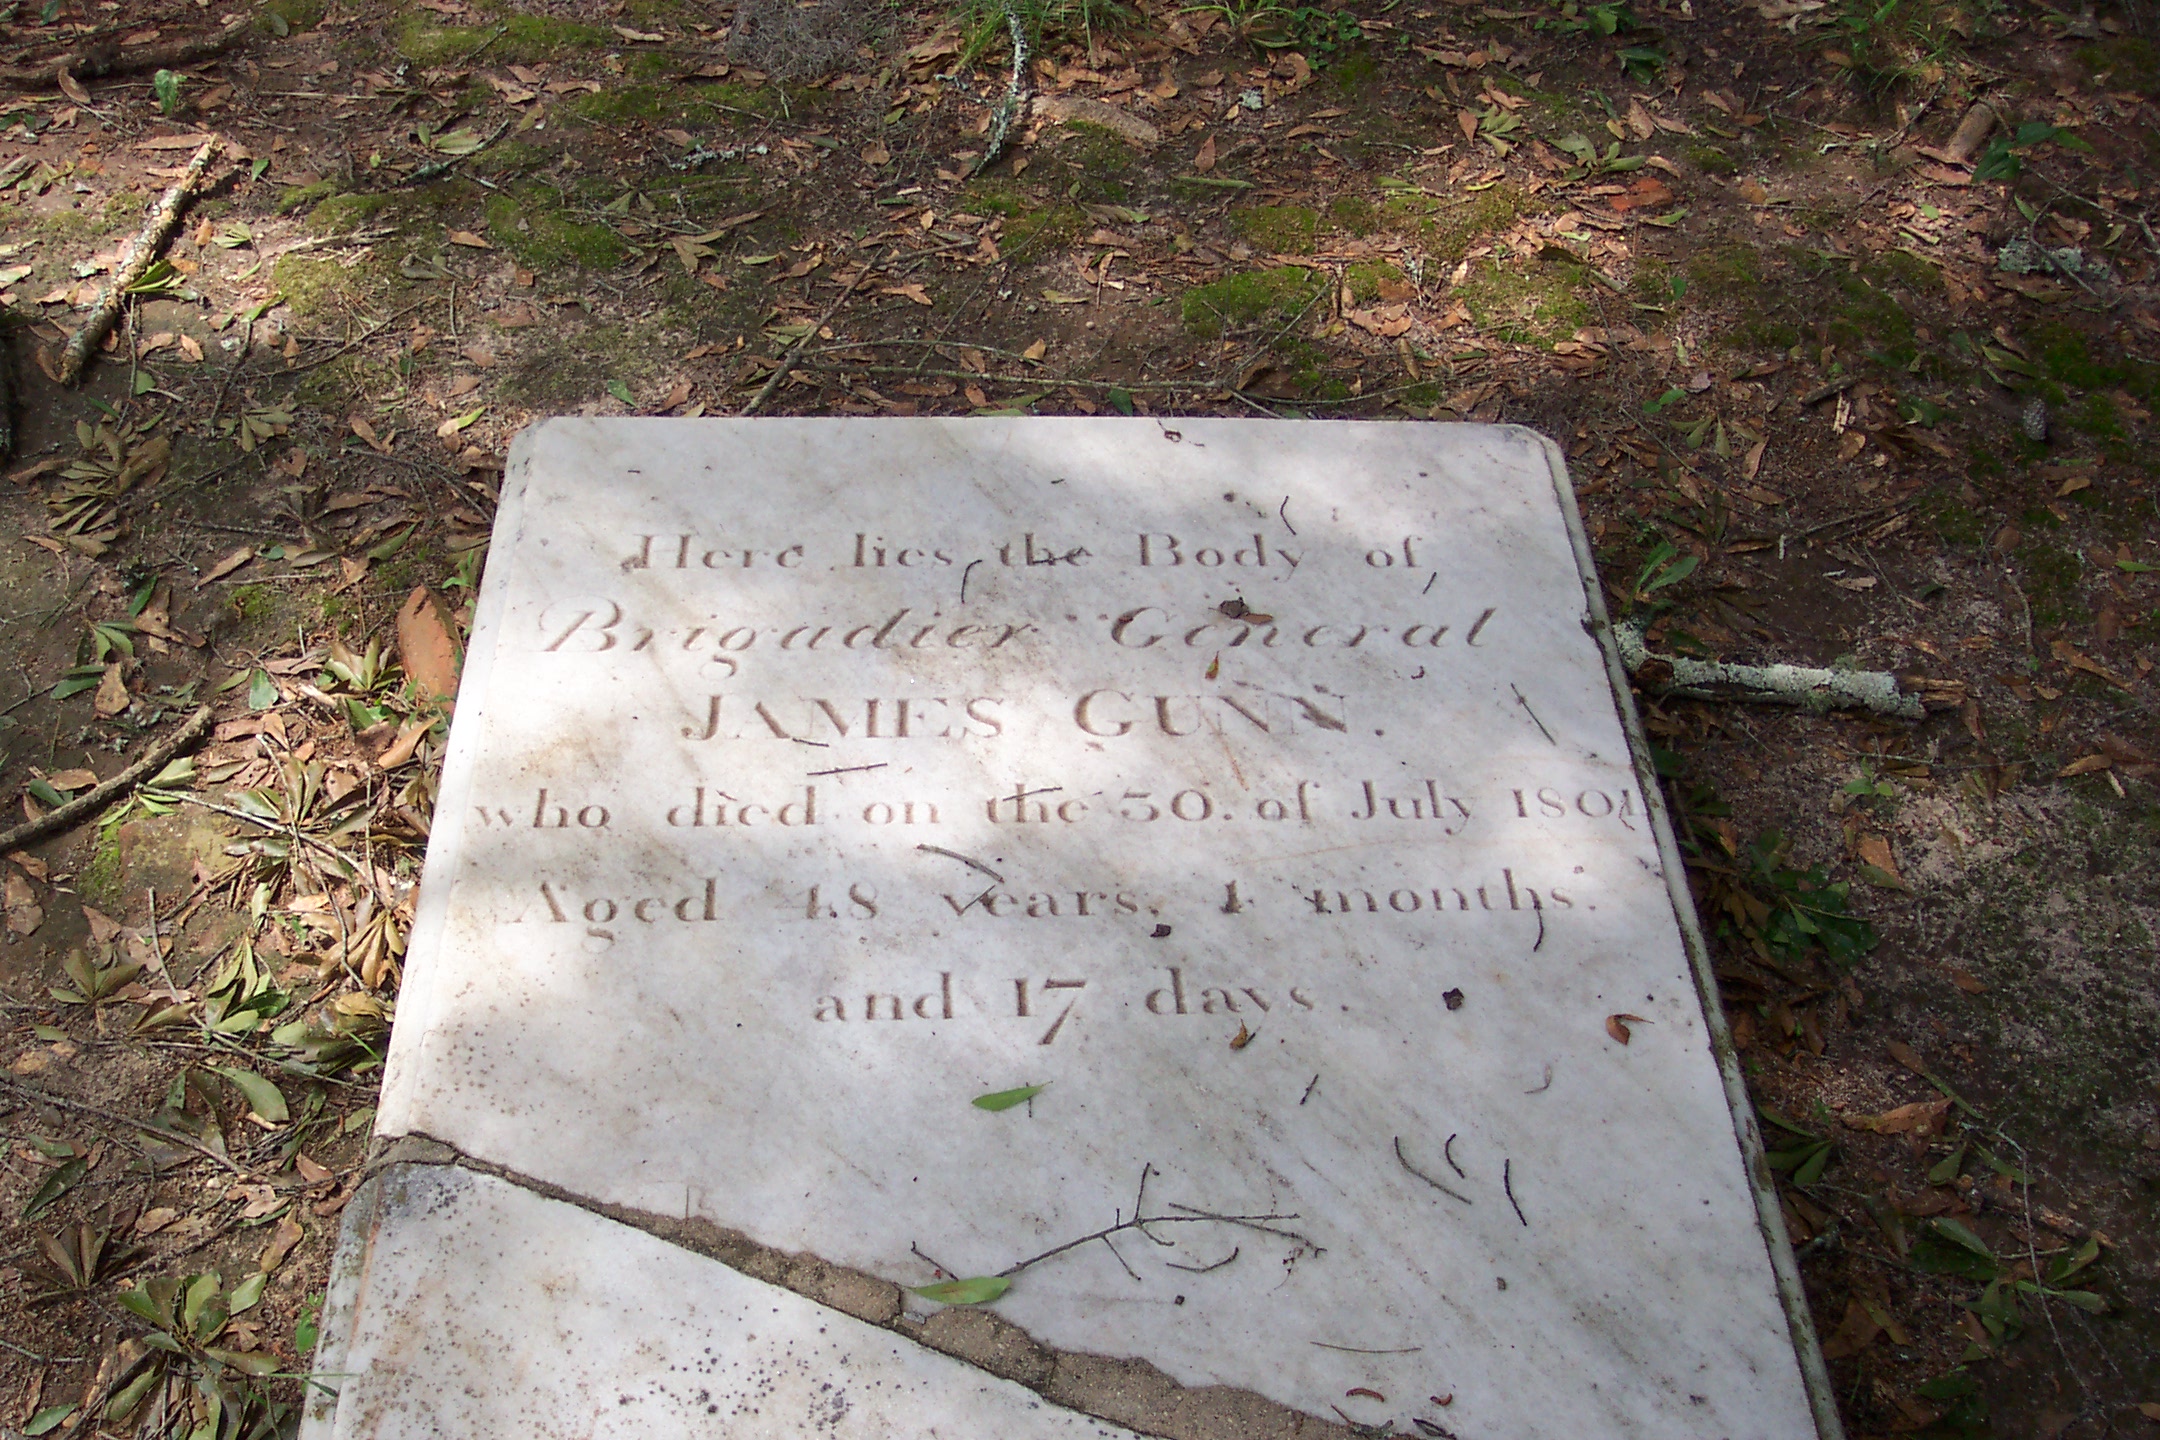 Here lies the Body of
Brigadier General
JAMES GUNN.
who died on the 30. of July 1801
Aged 48 years, 4 months.
and 17 days.